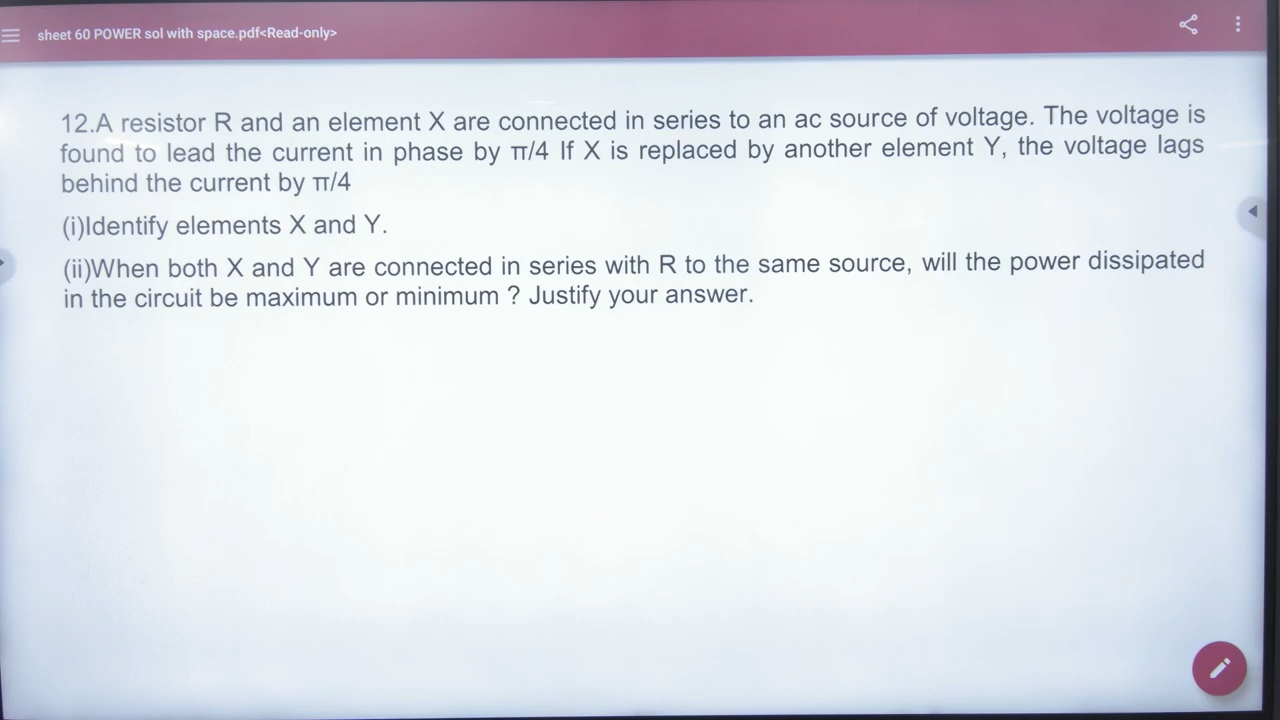 sheet 60 POWER sol with space.pdf<Read-only>
12.A resistor R and an element X are connected in series to an ac source of voltage. The voltage is
found to lead the current in phase by π/4 If X is replaced by another element Y, the voltage lags
behind the current by π/4
(i)Identify elements X and Y.
(ii)When both X and Y are connected in series with R to the same source, will the power dissipated
in the circuit be maximum or minimum ? Justify your answer.